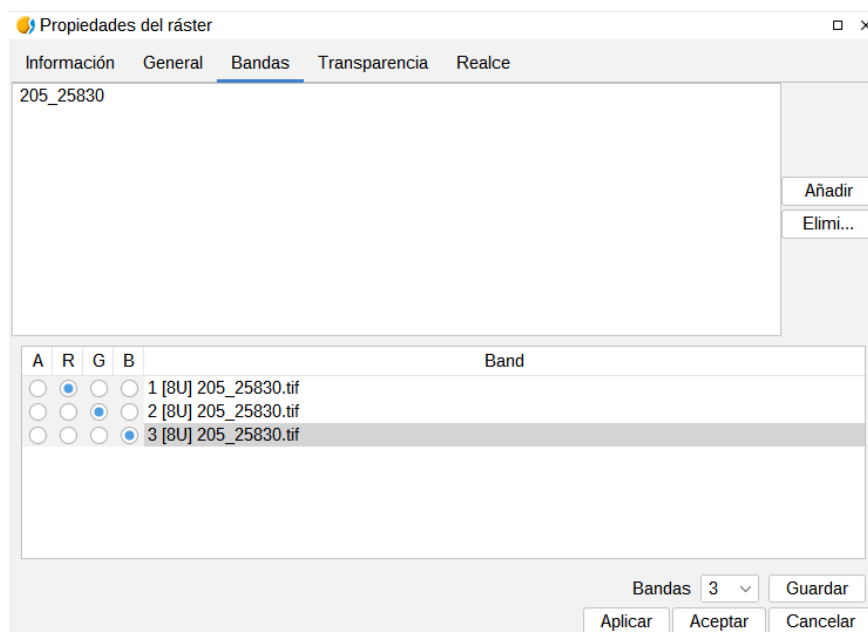 Propiedades del ráster
Información General Bandas Transparencia Realce
205_25830
Añadir
Elimi...
A R G B Band
1 [8U] 205_25830.tif
2 [8U] 205_25830.tif
3 [8U] 205_25830.tif
Bandas 3 Guardar
Aplicar Aceptar Cancelar